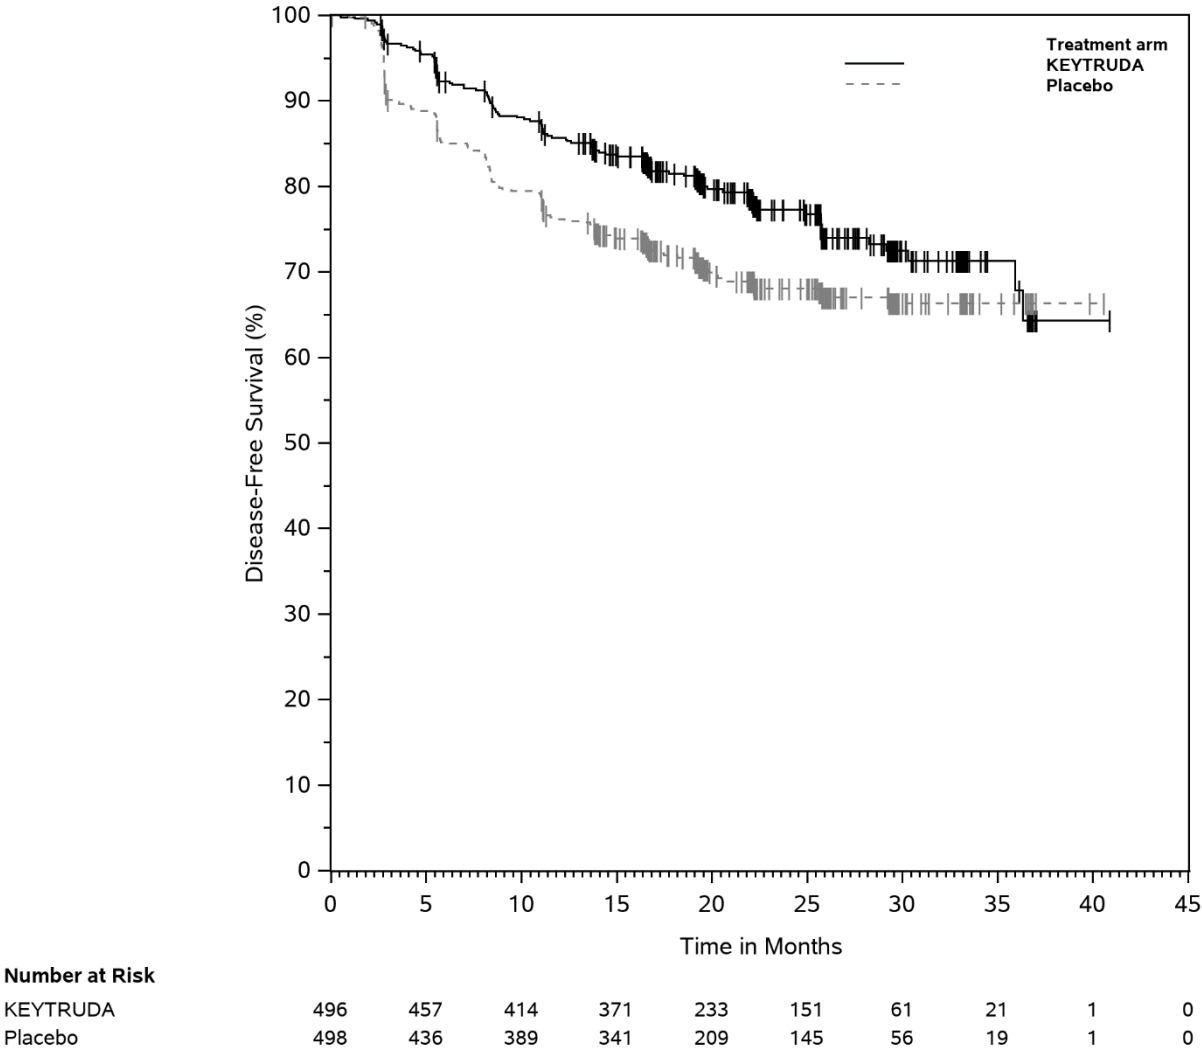 100
90
80
70
60
50
40
30
20
10
0
Disease-Free Survival (%)
Treatment arm
KEYTRUDA
Placebo
0 5 10 15 20 25 30 35 40 45
Time in Months
Number at Risk
KEYTRUDA 496 457 414 371 233 151 61 21 1 0
Placebo 498 436 389 341 209 145 56 19 1 0